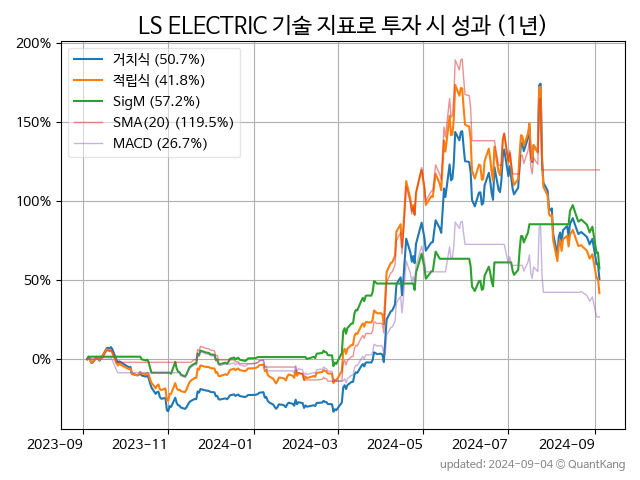 LS ELECTRIC 기술 지표로 투자 시 성과 (1년)
200%
150%
100%
50%
0%
거치식 (50.7%)
적립식 (41.8%)
SigM (57.2%)
SMA(20) (119.5%)
MACD (26.7%)
2023-09 2023-11 2024-01 2024-03 2024-05 2024-07 2024-09
updated: 2024-09-04 © QuantKang